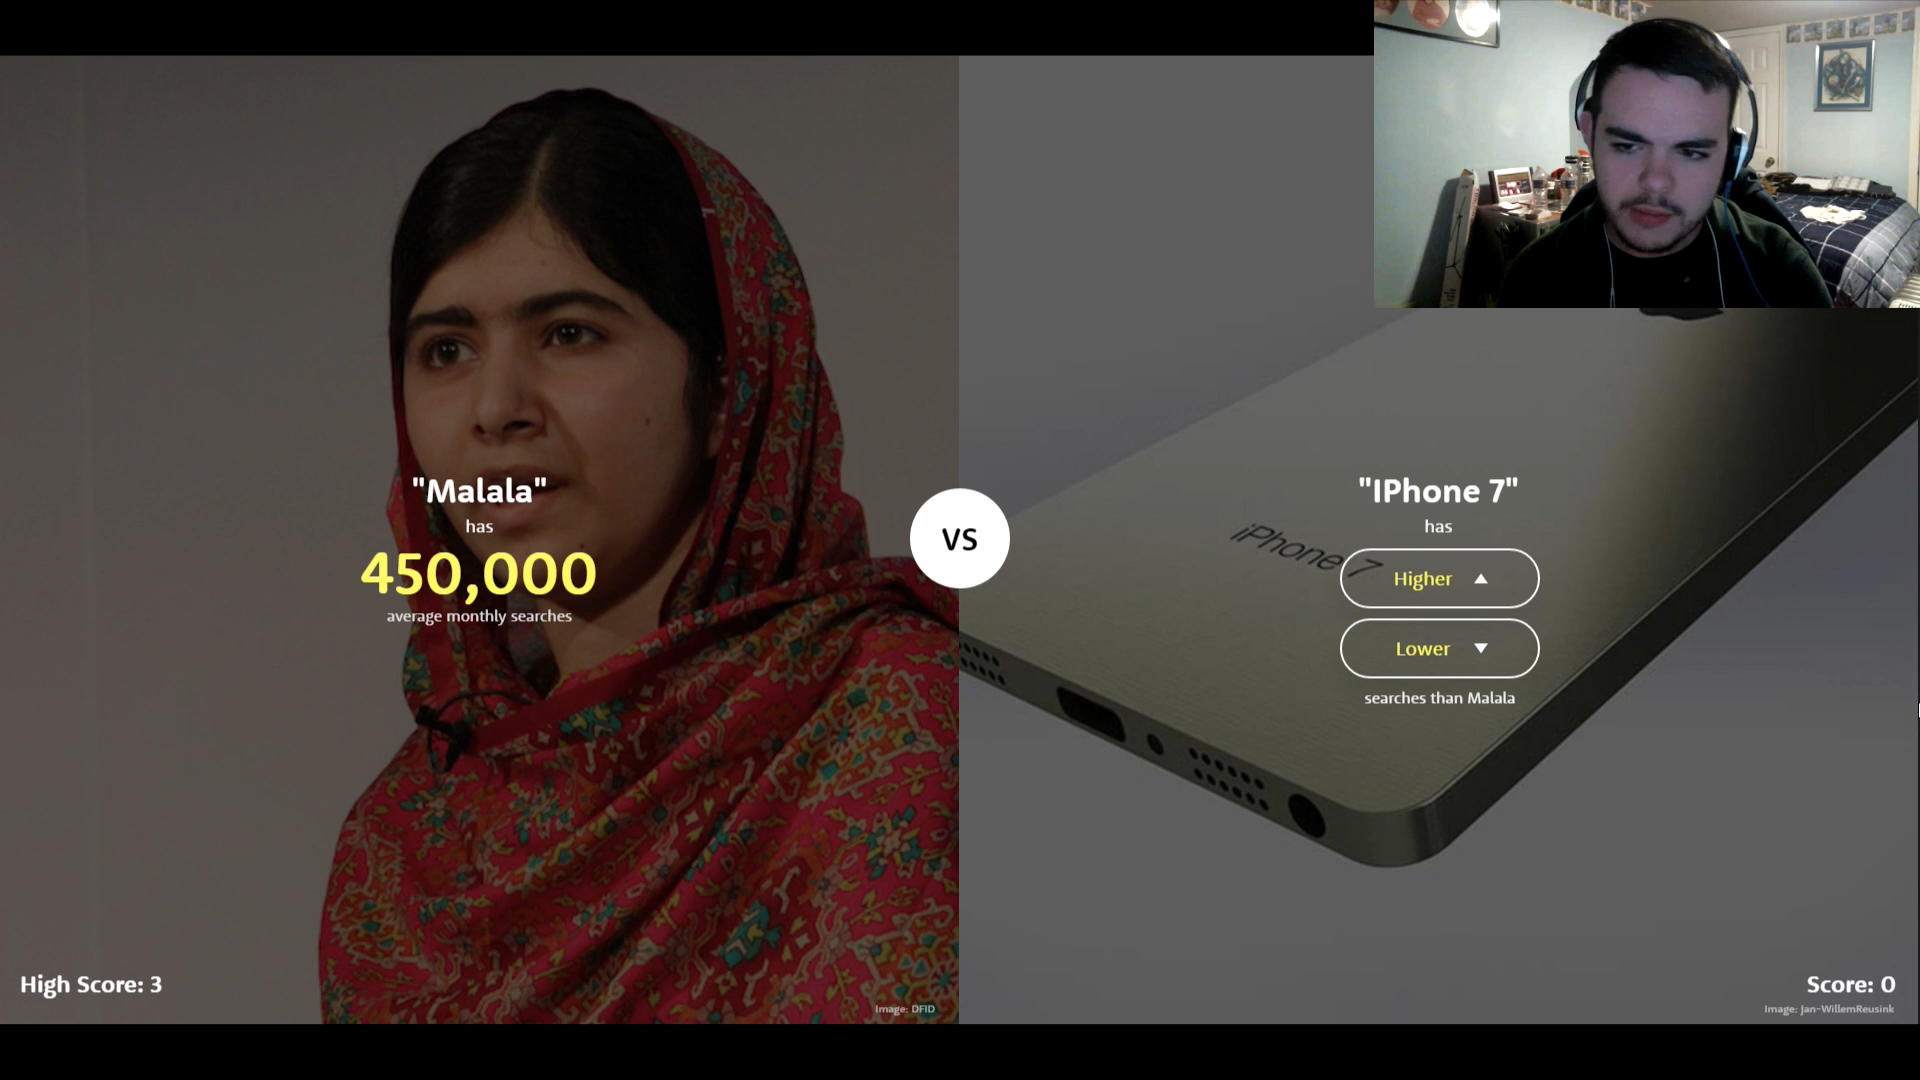 "Malala"
has
450,000
average monthly searches
VS
"IPhone 7"
has
iPhone 7
Higher
Lower
searches than Malala
High Score: 3
Image: DFID
Score: 0
Image: Jan-WillemReusink